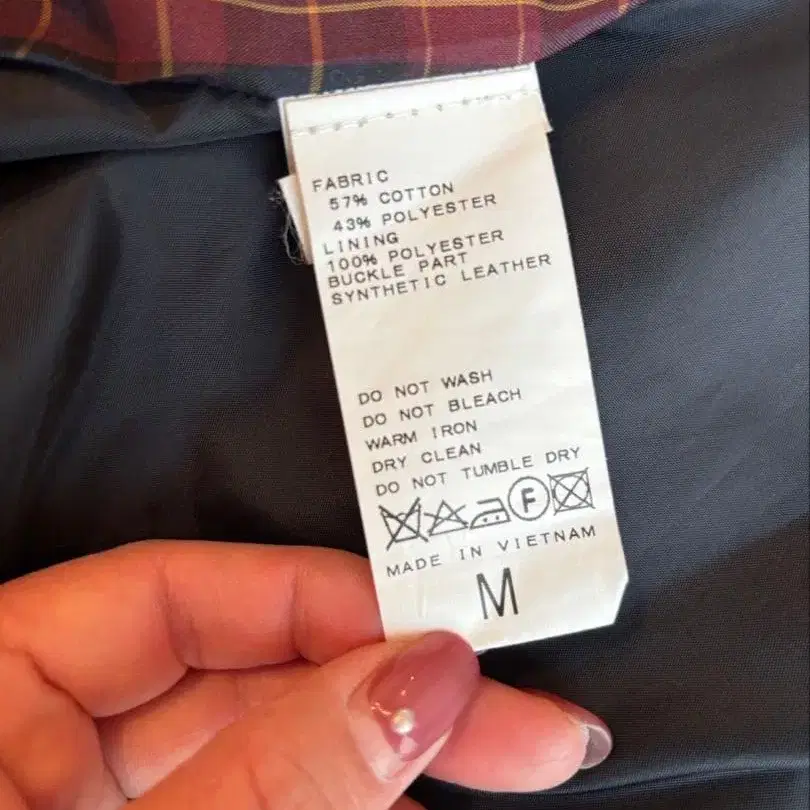 FABRIC
57% COTTON
43% POLYESTER
LINING
100% POLYESTER
BUCKLE PART
SYNTHETIC LEATHER
DO NOT WASH
DO NOT BLEACH
WARM IRON
DRY CLEAN
DO NOT TUMBLE DRY
F
MADE IN VIETNAM
M